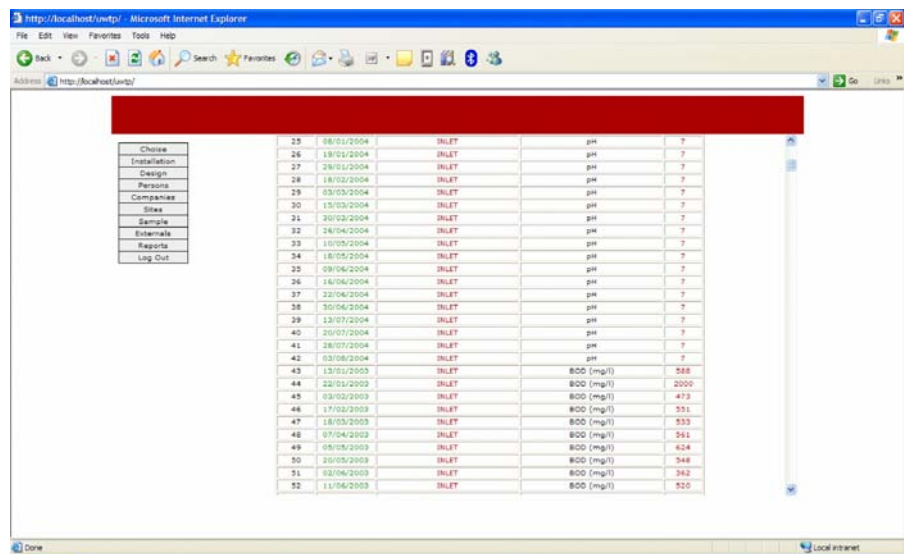 http://localhost/uwtp/ - Microsoft Internet Explorer
File Edit View Favorites Tools Help
Back Search Favorites
Address http://localhost/uwtp/ Go Links
Choise
Installation
Design
Persons
Companies
Sites
Sample
Externals
Reports
Log Out
25 08/01/2004 INLET pH 7
26 19/01/2004 INLET pH 7
27 29/01/2004 INLET pH 7
28 18/02/2004 INLET pH 7
29 03/03/2004 INLET pH 7
30 15/03/2004 INLET pH 7
31 30/03/2004 INLET pH 7
32 26/04/2004 INLET pH 7
33 10/05/2004 INLET pH 7
34 18/05/2004 INLET pH 7
35 09/06/2004 INLET pH 7
36 16/06/2004 INLET pH 7
37 22/06/2004 INLET pH 7
38 30/06/2004 INLET pH 7
39 13/07/2004 INLET pH 7
40 20/07/2004 INLET pH 7
41 28/07/2004 INLET pH 7
42 03/08/2004 INLET pH 7
43 13/01/2003 INLET BOD (mg/l) 588
44 22/01/2003 INLET BOD (mg/l) 2000
45 03/02/2003 INLET BOD (mg/l) 473
46 17/02/2003 INLET BOD (mg/l) 551
47 18/03/2003 INLET BOD (mg/l) 533
48 07/04/2003 INLET BOD (mg/l) 561
49 05/05/2003 INLET BOD (mg/l) 624
50 20/05/2003 INLET BOD (mg/l) 548
51 02/06/2003 INLET BOD (mg/l) 362
52 11/06/2003 INLET BOD (mg/l) 520
Done Local intranet